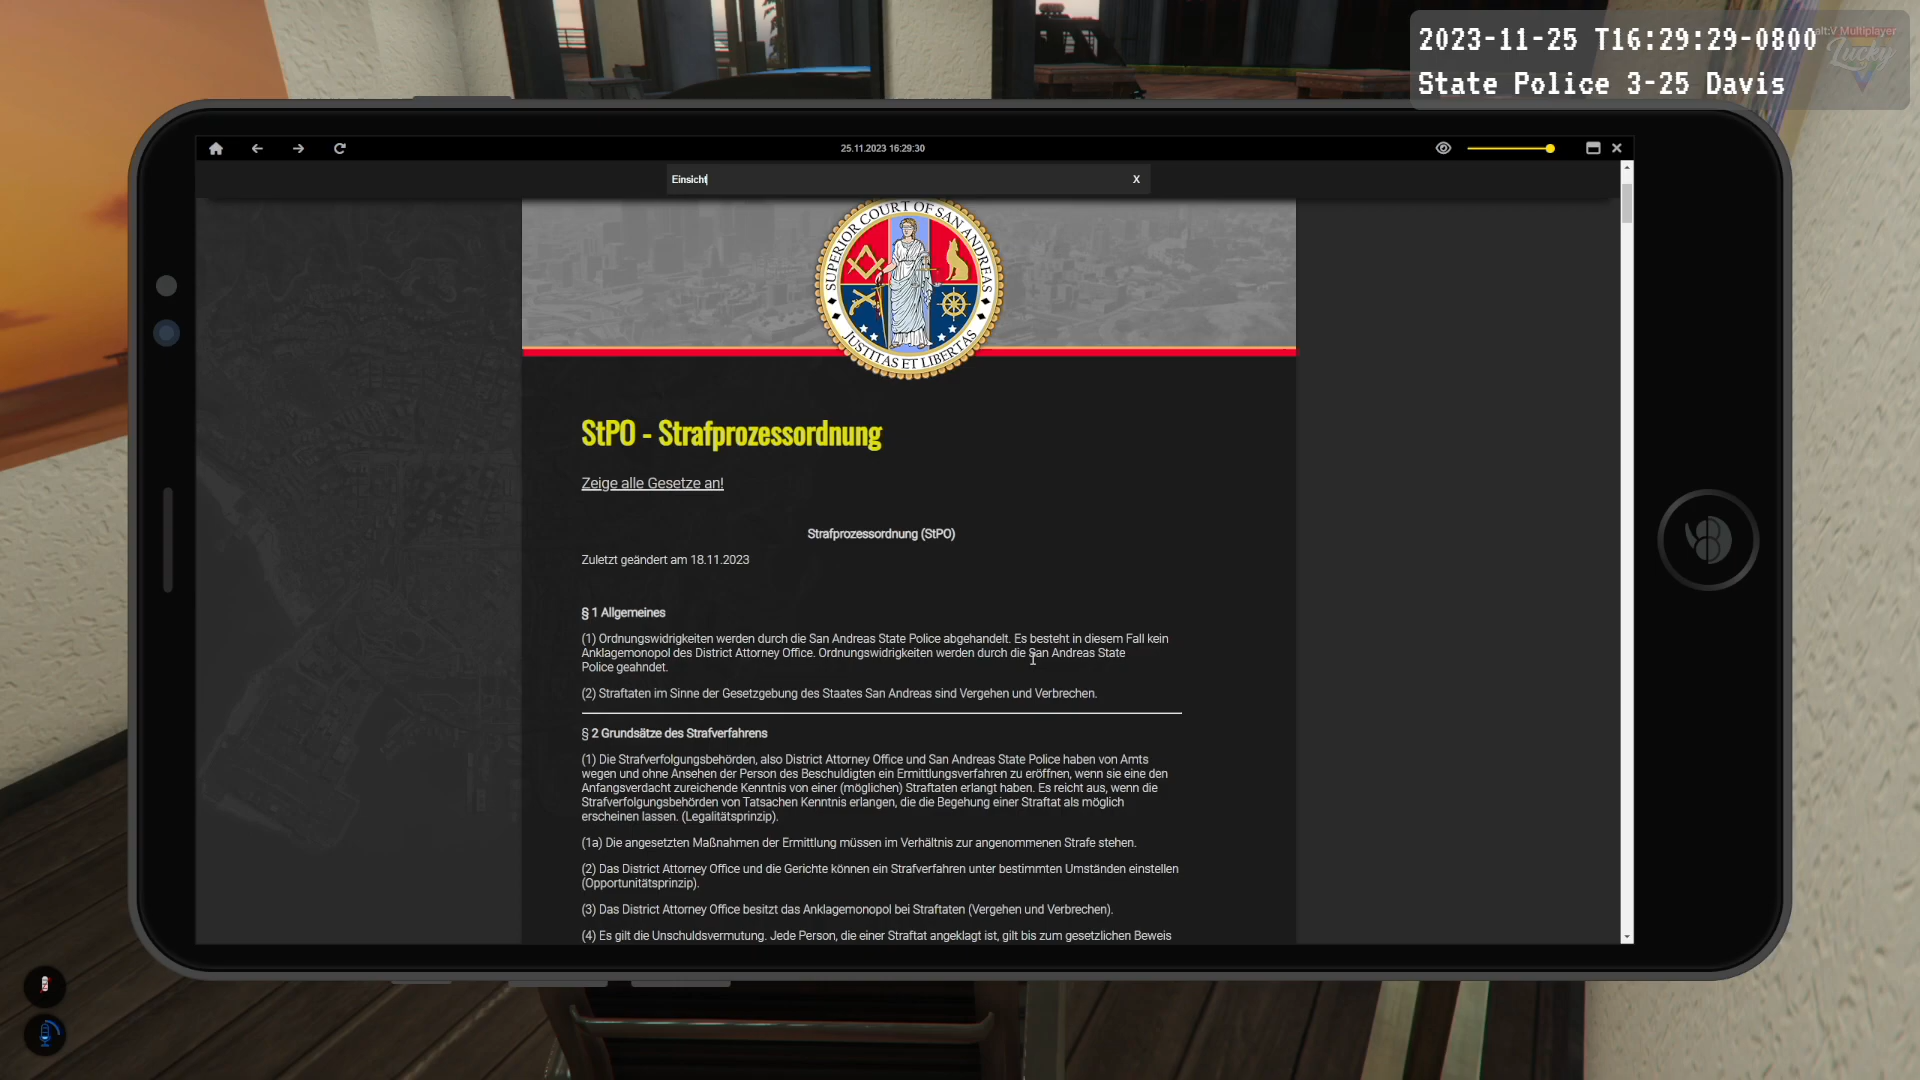 2023-11-25 T16:29:29-0800
alt:V Multiplayer
Lucky
State Police 3-25 Davis
25.11.2023 16:29:30
Einsicht
X
SUPERIOR COURT OF SAN ANDREAS
JUSTITAS ET LIBERTAS
StPO - Strafprozessordnung
Zeige alle Gesetze an!
Strafprozessordnung (StPO)
Zuletzt geändert am 18.11.2023
§ 1 Allgemeines
(1) Ordnungswidrigkeiten werden durch die San Andreas State Police abgehandelt. Es besteht in diesem Fall kein
Anklagemonopol des District Attorney Office. Ordnungswidrigkeiten werden durch die San Andreas State
Police geahndet.
(2) Straftaten im Sinne der Gesetzgebung des Staates San Andreas sind Vergehen und Verbrechen.
§ 2 Grundsätze des Strafverfahrens
(1) Die Strafverfolgungsbehörden, also District Attorney Office und San Andreas State Police haben von Amts
wegen und ohne Ansehen der Person des Beschuldigten ein Ermittlungsverfahren zu eröffnen, wenn sie eine den
Anfangsverdacht zureichende Kenntnis von einer (möglichen) Straftaten erlangt haben. Es reicht aus, wenn die
Strafverfolgungsbehörden von Tatsachen Kenntnis erlangen, die die Begehung einer Straftat als möglich
erscheinen lassen. (Legalitätsprinzip).
(1a) Die angesetzten Maßnahmen der Ermittlung müssen im Verhältnis zur angenommenen Strafe stehen.
(2) Das District Attorney Office und die Gerichte können ein Strafverfahren unter bestimmten Umständen einstellen
(Opportunitätsprinzip).
(3) Das District Attorney Office besitzt das Anklagemonopol bei Straftaten (Vergehen und Verbrechen).
(4) Es gilt die Unschuldsvermutung. Jede Person, die einer Straftat angeklagt ist, gilt bis zum gesetzlichen Beweis